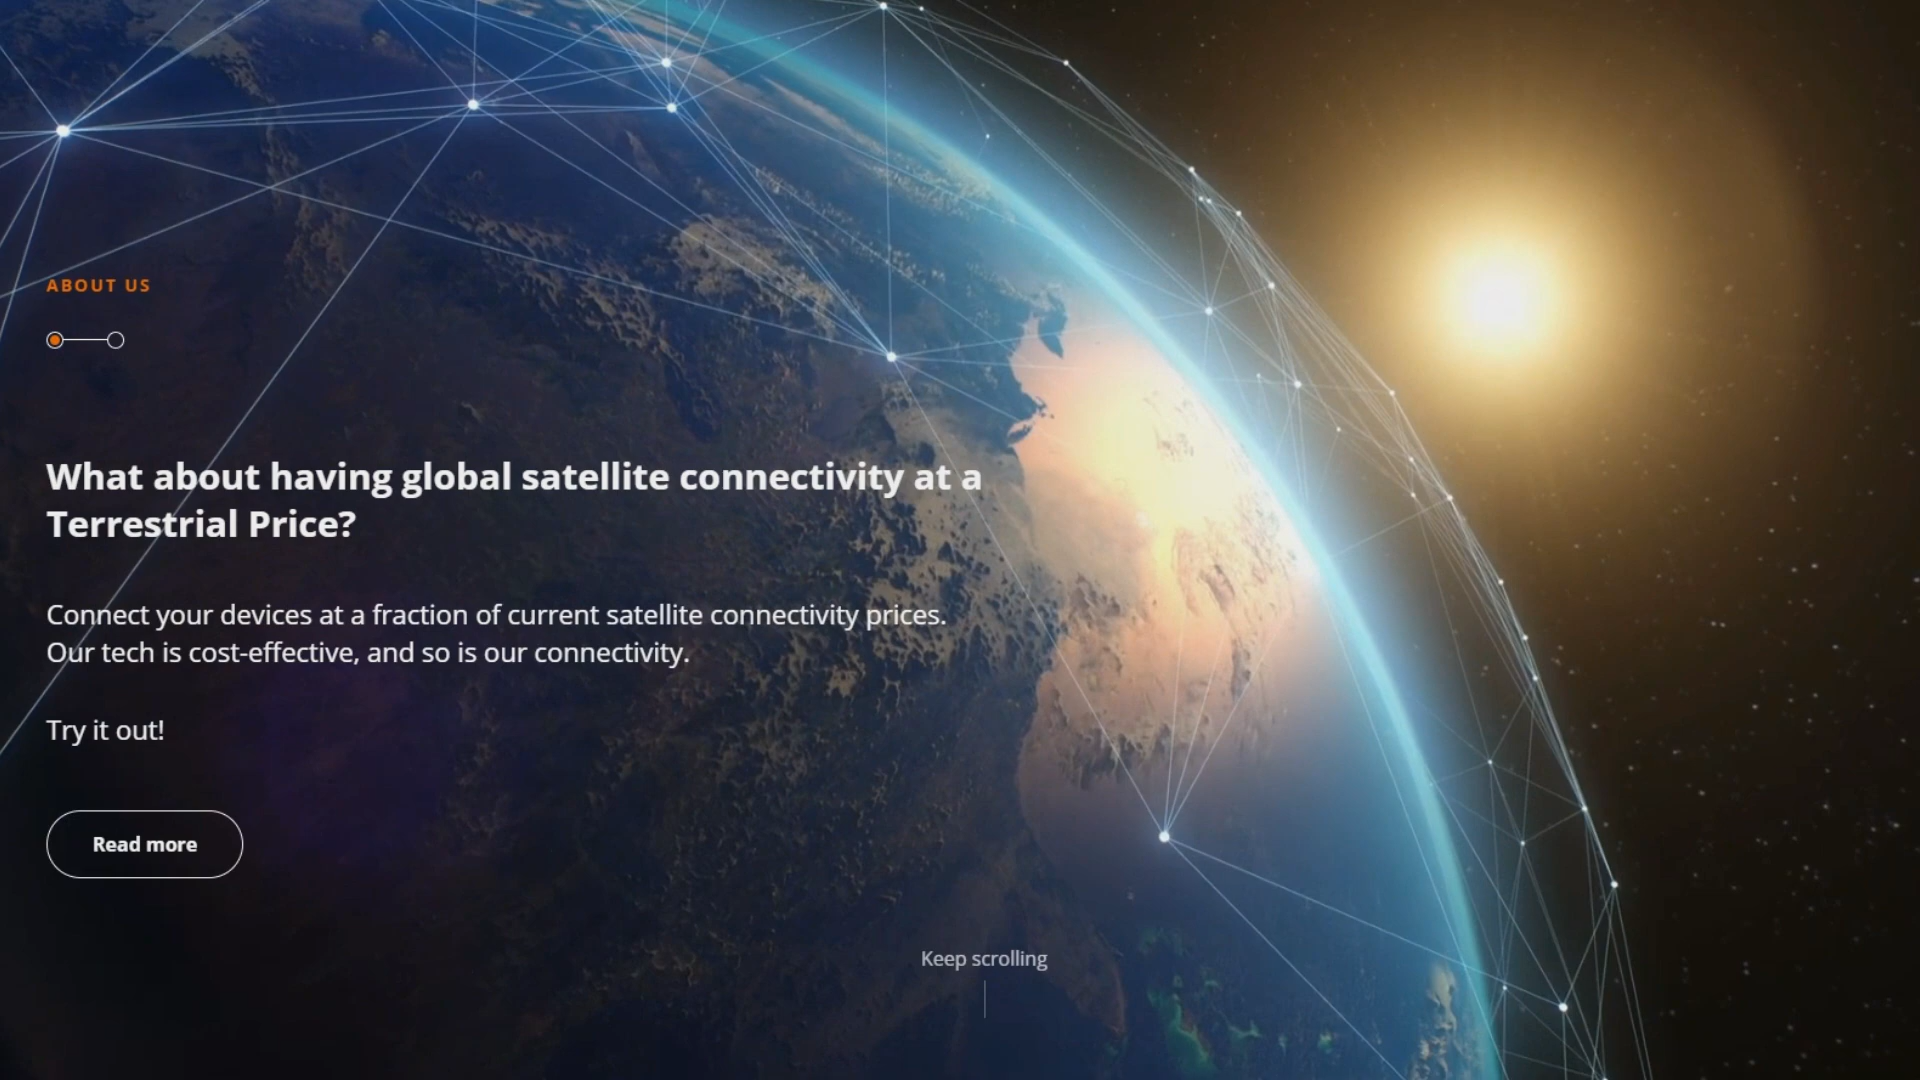 ABOUT US
What about having global satellite connectivity at a
Terrestrial Price?
Connect your devices at a fraction of current satellite connectivity prices.
Our tech is cost-effective, and so is our connectivity.
Try it out!
Read more
Keep scrolling